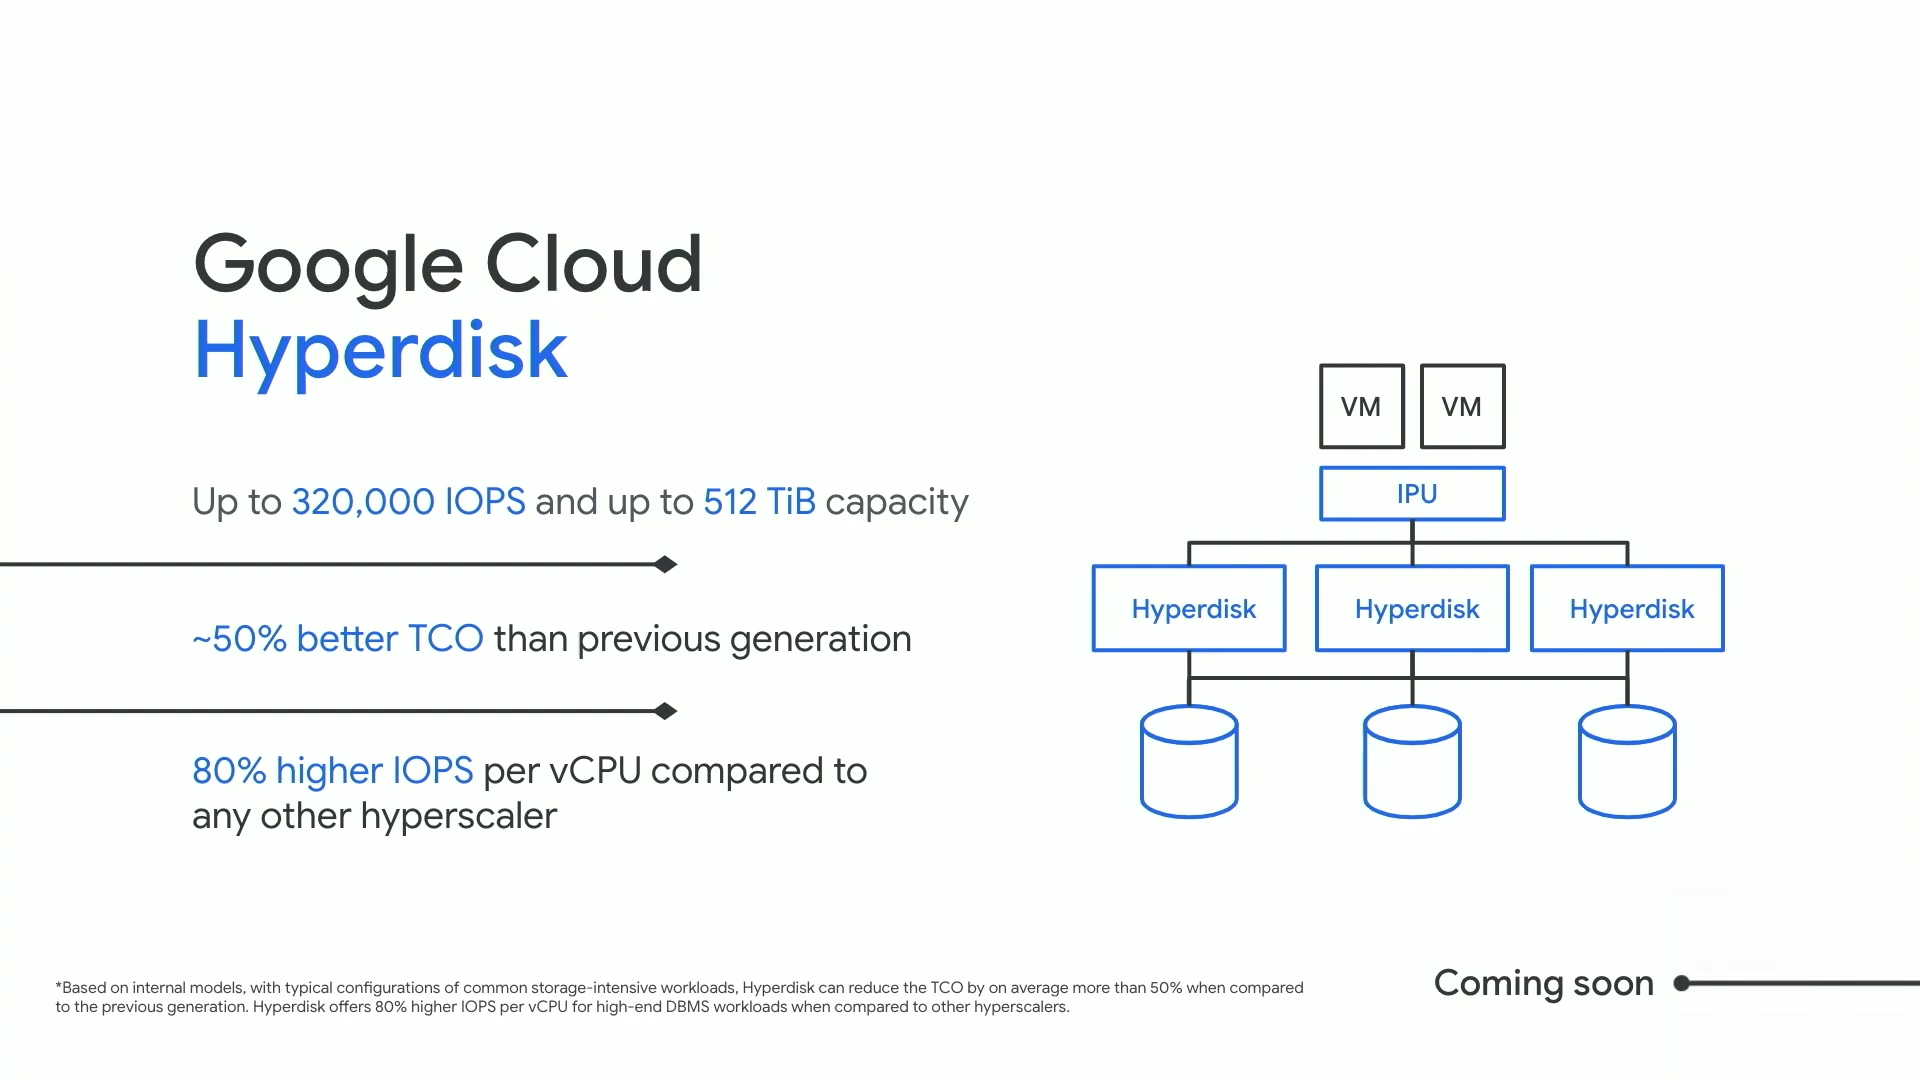 Google Cloud
Hyperdisk
Up to 320,000 IOPS and up to 512 TiB capacity
~50% better TCO than previous generation
80% higher IOPS per vCPU compared to
any other hyperscaler
VM VM
IPU
Hyperdisk Hyperdisk Hyperdisk
*Based on internal models, with typical configurations of common storage-intensive workloads, Hyperdisk can reduce the TCO by on average more than 50% when compared
to the previous generation. Hyperdisk offers 80% higher IOPS per vCPU for high-end DBMS workloads when compared to other hyperscalers.
Coming soon